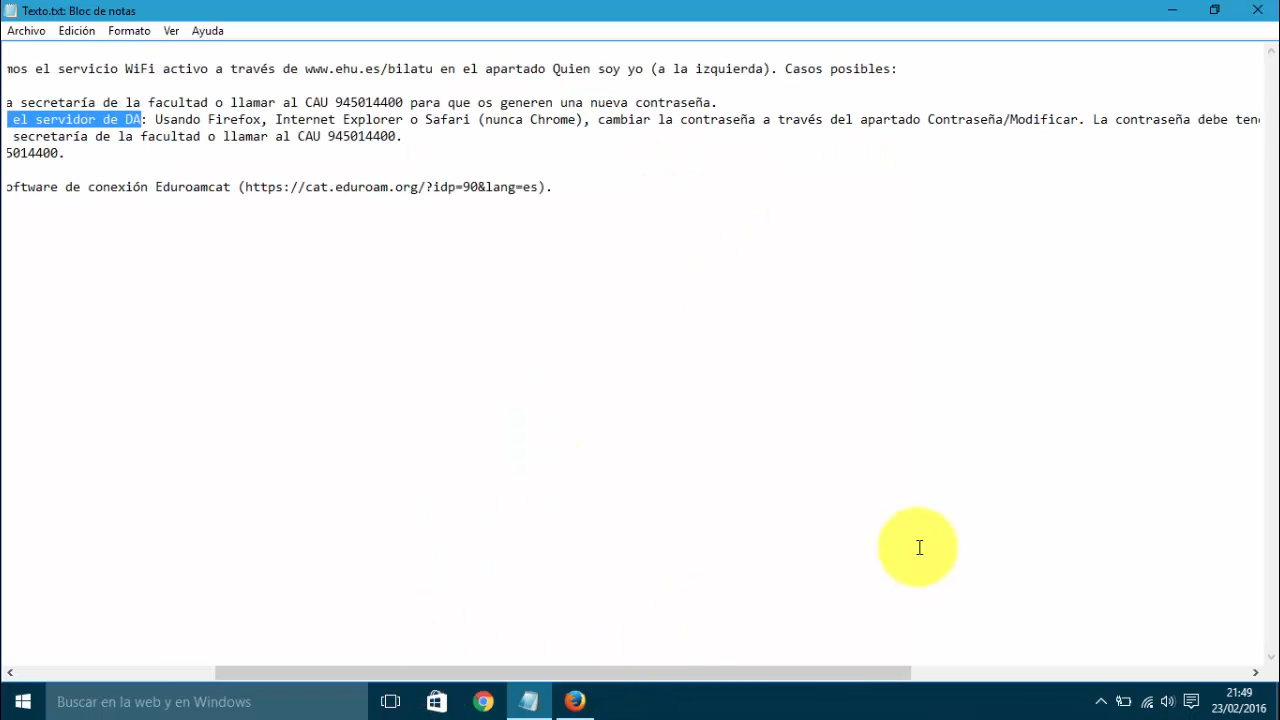 Texto.txt: Bloc de notas
Archivo Edición Formato Ver Ayuda
mos el servicio WiFi activo a través de www.ehu.es/bilatu en el apartado Quien soy yo (a la izquierda). Casos posibles:
a secretaría de la facultad o llamar al CAU 945014400 para que os generen una nueva contraseña.
el servidor de DA: Usando Firefox, Internet Explorer o Safari (nunca Chrome), cambiar la contraseña a través del apartado Contraseña/Modificar. La contraseña debe tene
secretaría de la facultad o llamar al CAU 945014400.
5014400.
oftware de conexión Eduroamcat (https://cat.eduroam.org/?idp=90&lang=es).
Buscar en la web y en Windows
21:49
23/02/2016